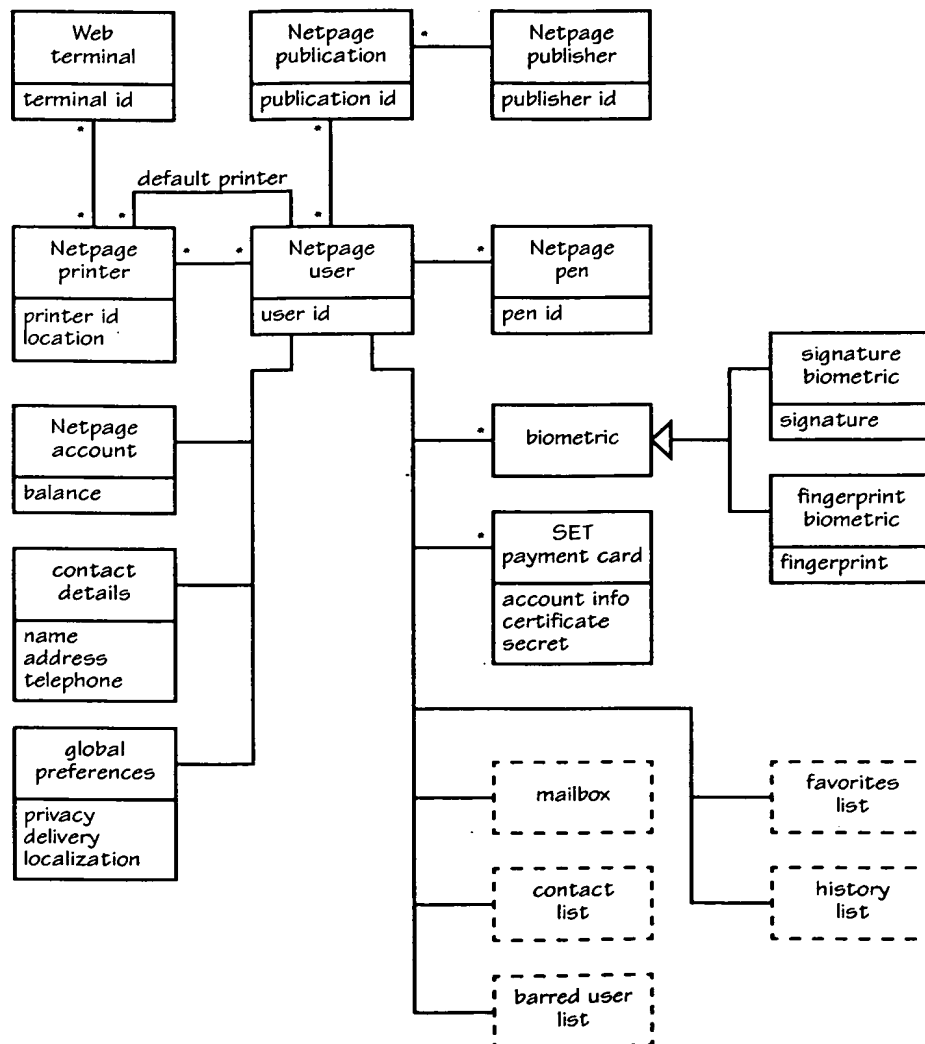 Web
terminal
terminal id
Netpage
publication
publication id
Netpage
publisher
publisher id
*
*
*
default printer
*
*
*
Netpage
printer
printer id
location
*
*
Netpage
user
user id
*
Netpage
pen
pen id
signature
biometric
signature
Netpage
account
balance
*
biometric
fingerprint
biometric
fingerprint
contact
details
name
address
telephone
*
SET
payment card
account info
certificate
secret
global
preferences
privacy
delivery
localization
mailbox
favorites
list
contact
list
history
list
barred user
list